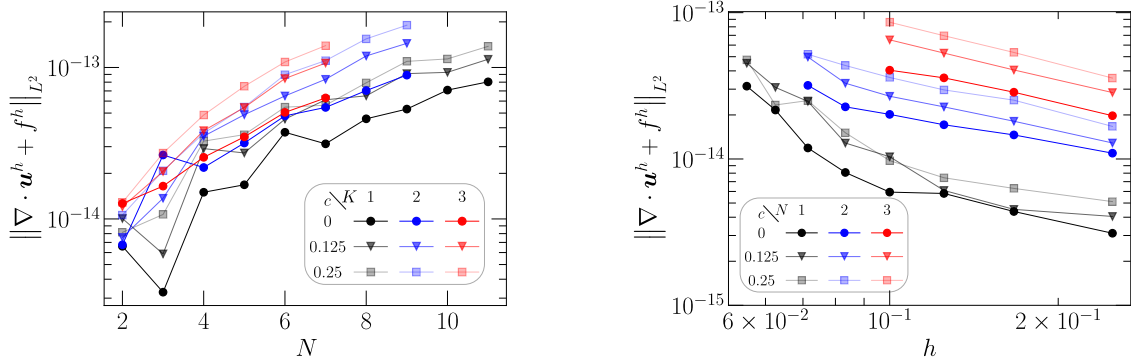 ‖∇ · u^h + f^h‖_{L^2}
10^{-13}
10^{-14}
2 4 6 8 10
N
c \ K 1 2 3
0
0.125
0.25
‖∇ · u^h + f^h‖_{L^2}
10^{-13}
10^{-14}
10^{-15}
6 × 10^{-2} 10^{-1} 2 × 10^{-1}
h
c \ N 1 2 3
0
0.125
0.25